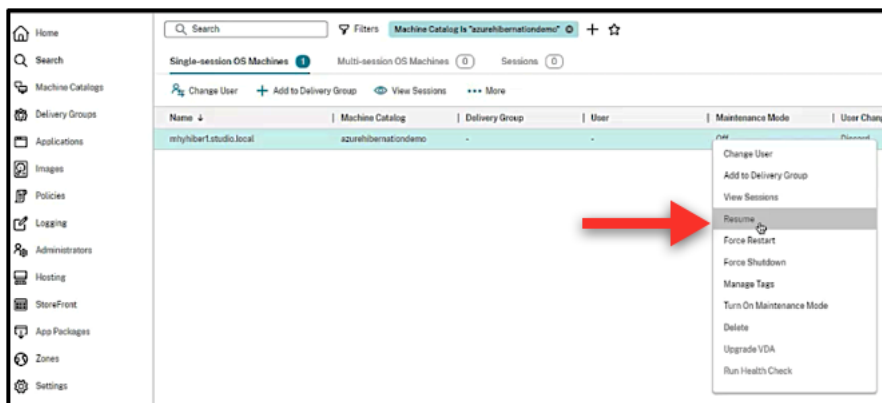 Home
Search
Machine Catalogs
Delivery Groups
Applications
Images
Policies
Logging
Administrators
Hosting
StoreFront
App Packages
Zones
Settings
Search Filters Machine Catalog Is "azurehibernationdemo"
Single-session OS Machines 1 Multi-session OS Machines 0 Sessions 0
Change User Add to Delivery Group View Sessions More
Name Machine Catalog Delivery Group User Maintenance Mode User Chang
azurehibernationdemo - - Off Discard
Change User
Add to Delivery Group
View Sessions
Resume
Force Restart
Force Shutdown
Manage Tags
Turn On Maintenance Mode
Delete
Upgrade VDA
Run Health Check